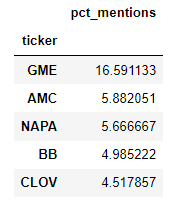 pct_mentions
ticker
GME 16.591133
AMC 5.882051
NAPA 5.666667
BB 4.985222
CLOV 4.517857